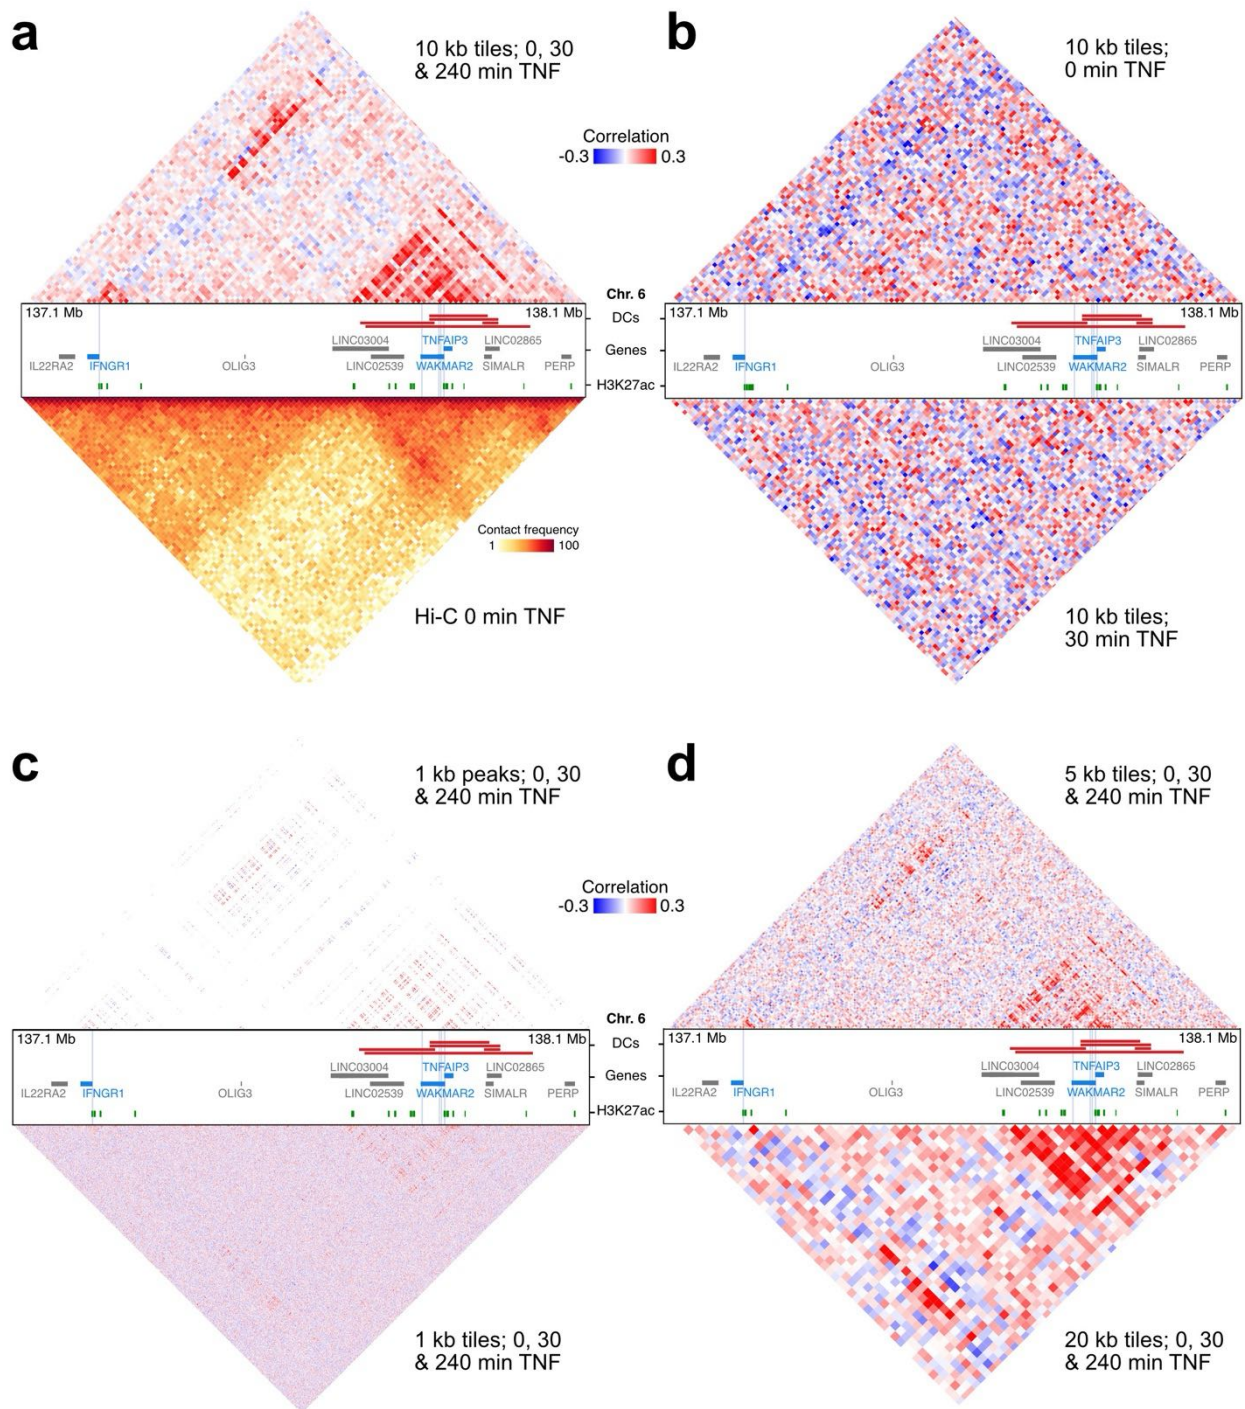 a
10 kb tiles; 0, 30
& 240 min TNF
Correlation
-0.3 0.3
137.1 Mb 138.1 Mb
Chr. 6
DCs
Genes
H3K27ac
LINC03004 TNFAIP3 LINC02865
IL22RA2 IFNGR1 OLIG3 LINC02539 WAKMAR2 SIMALR PERP
Contact frequency
1 100
Hi-C 0 min TNF
b
10 kb tiles;
0 min TNF
137.1 Mb 138.1 Mb
LINC03004 TNFAIP3 LINC02865
IL22RA2 IFNGR1 OLIG3 LINC02539 WAKMAR2 SIMALR PERP
10 kb tiles;
30 min TNF
c
1 kb peaks; 0, 30
& 240 min TNF
Correlation
-0.3 0.3
137.1 Mb 138.1 Mb
Chr. 6
DCs
Genes
H3K27ac
LINC03004 TNFAIP3 LINC02865
IL22RA2 IFNGR1 OLIG3 LINC02539 WAKMAR2 SIMALR PERP
1 kb tiles; 0, 30
& 240 min TNF
d
5 kb tiles; 0, 30
& 240 min TNF
137.1 Mb 138.1 Mb
LINC03004 TNFAIP3 LINC02865
IL22RA2 IFNGR1 OLIG3 LINC02539 WAKMAR2 SIMALR PERP
20 kb tiles; 0, 30
& 240 min TNF